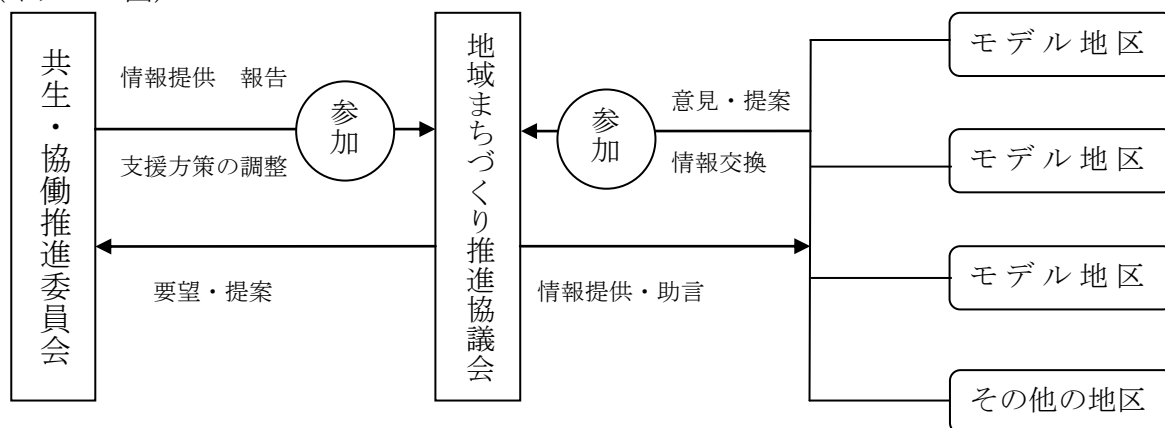 共生・協働推進委員会
情報提供　報告
参加
支援方策の調整
要望・提案
地域まちづくり推進協議会
参加
意見・提案
情報交換
情報提供・助言
モデル地区
モデル地区
モデル地区
その他の地区